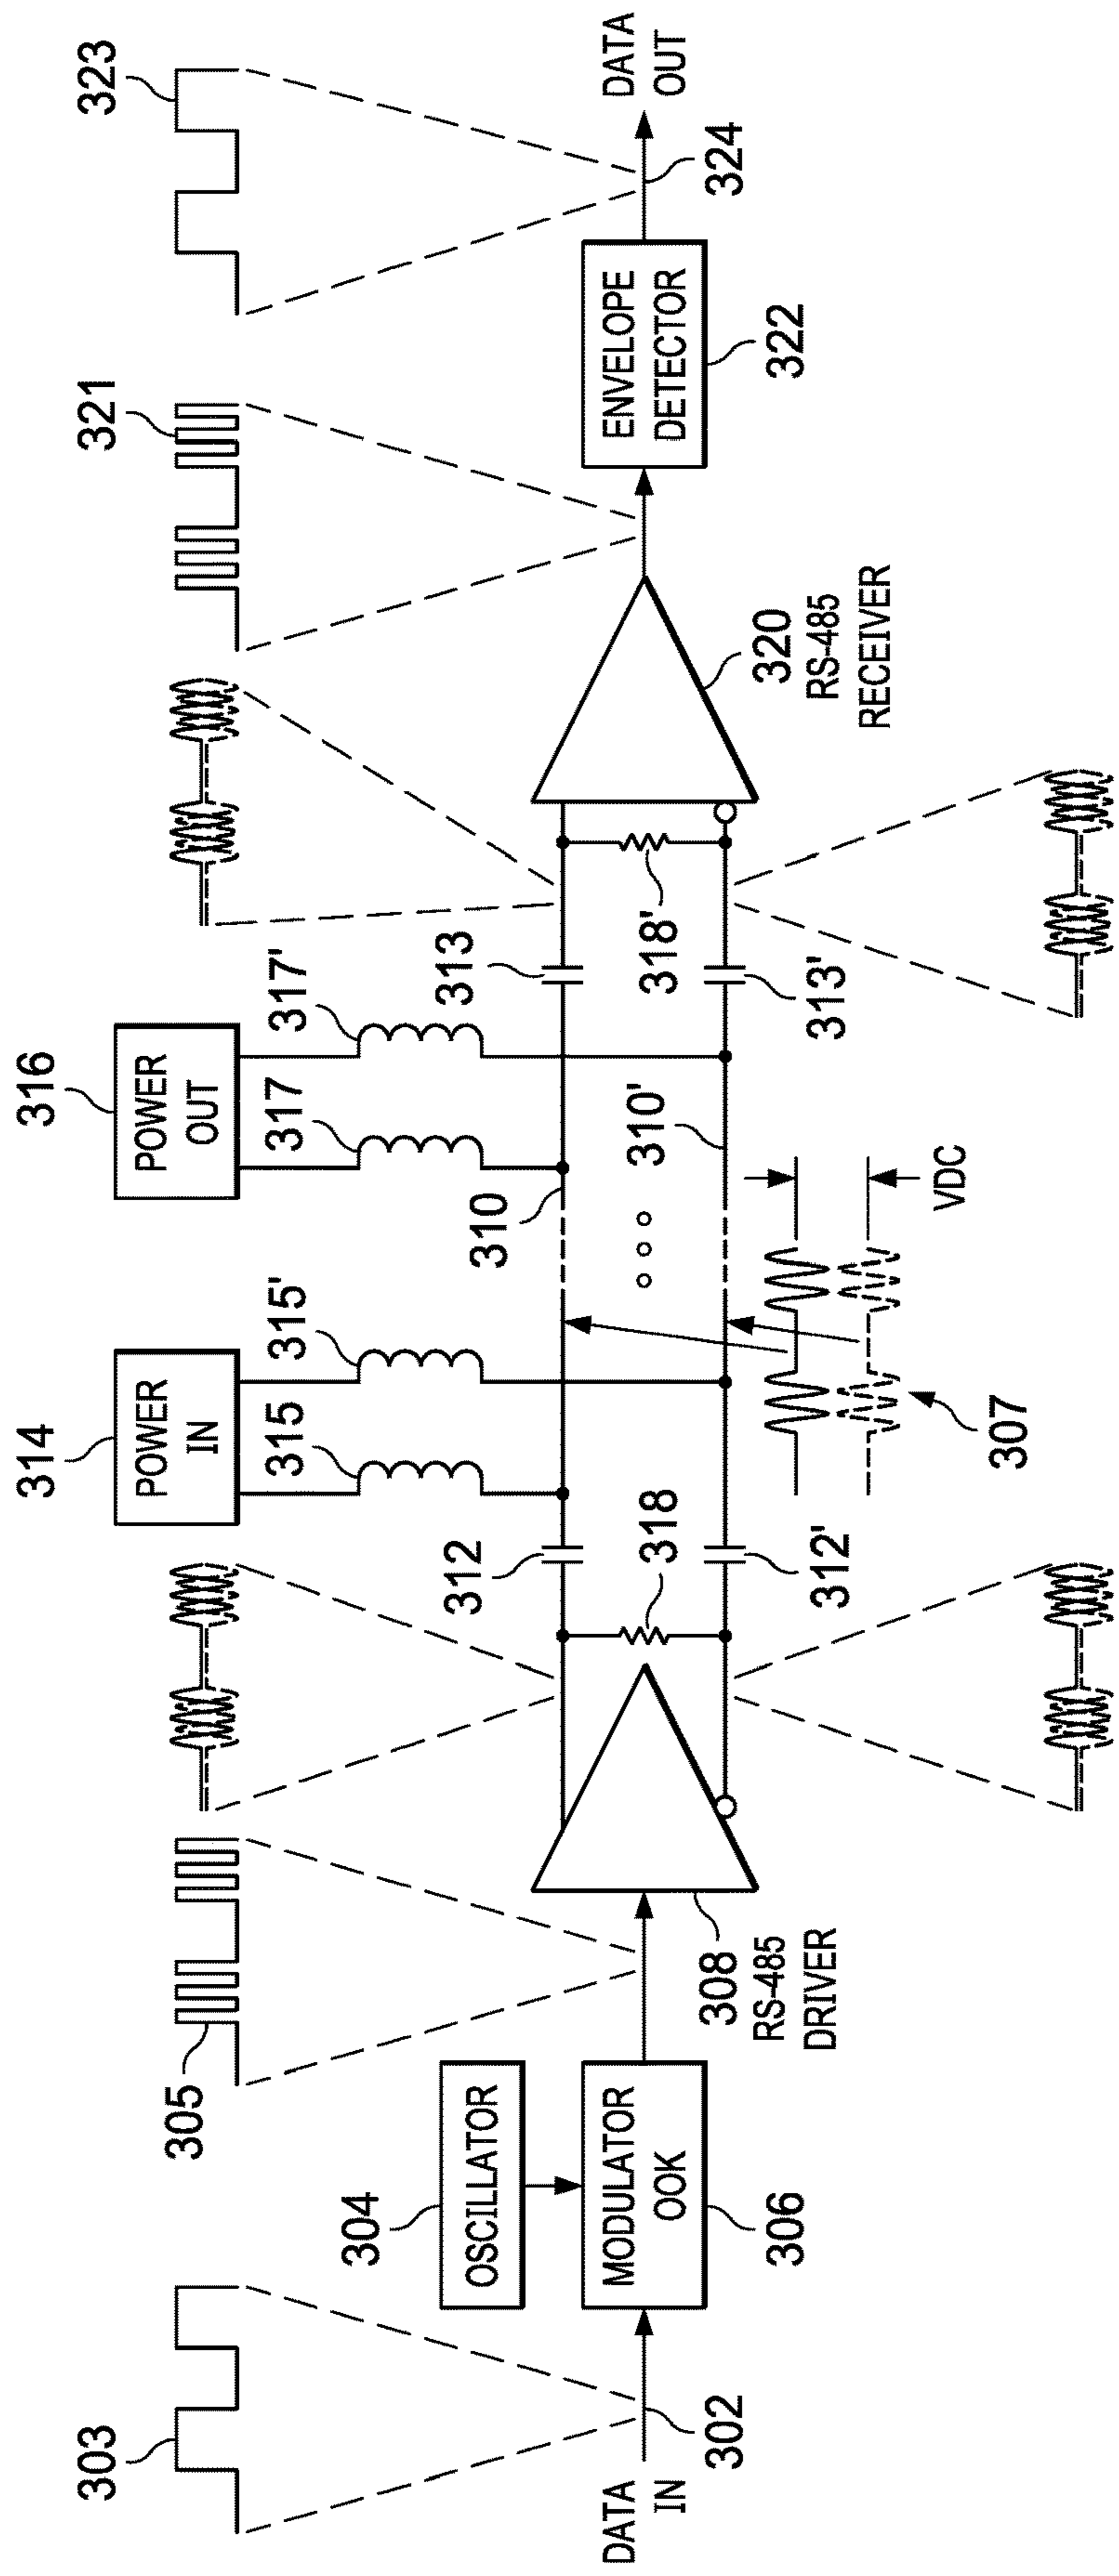 303
305
321
323
314
POWER
IN
316
POWER
OUT
315
315'
317
317'
304
OSCILLATOR
312
310
313
DATA
IN
302
MODULATOR
OOK
306
308
RS-485
DRIVER
318
312'
307
VDC
310'
318'
313'
320
RS-485
RECEIVER
ENVELOPE
DETECTOR
322
324
DATA
OUT